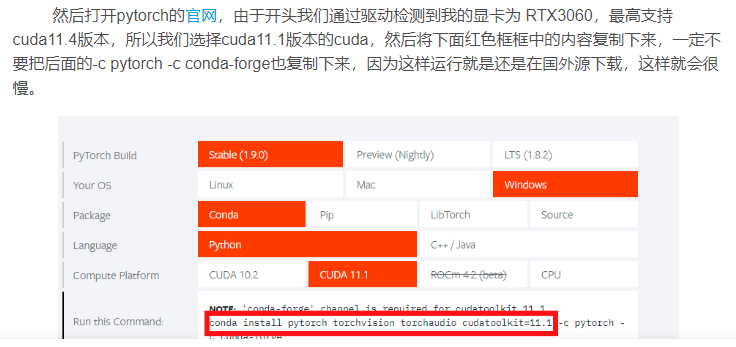 然后打开pytorch的官网，由于开头我们通过驱动检测到我的显卡为 RTX3060，最高支持
cuda11.4版本，所以我们选择cuda11.1版本的cuda，然后将下面红色框框中的内容复制下来，一定不
要把后面的-c pytorch -c conda-forge也复制下来，因为这样运行就是还是在国外源下载，这样就会很
慢。
PyTorch Build Stable (1.9.0) Preview (Nightly) LTS (1.8.2)
Your OS Linux Mac Windows
Package Conda Pip LibTorch Source
Language Python C++ / Java
Compute Platform CUDA 10.2 CUDA 11.1 ROCm 4.2 (beta) CPU
NOTE: 'conda-forge' channel is required for cudatoolkit 11.1
Run this Command: conda install pytorch torchvision torchaudio cudatoolkit=11.1 -c pytorch -
c conda-forge